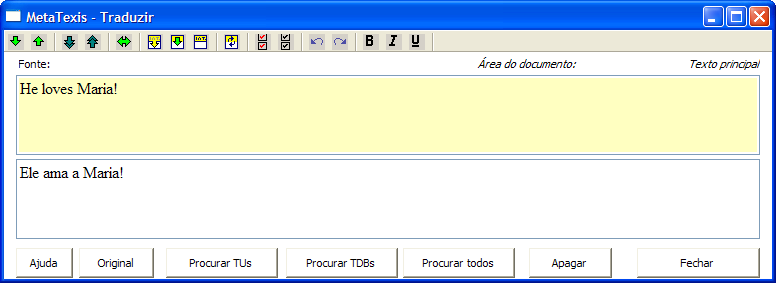 MetaTexis - Traduzir
B I U
Fonte: Área do documento: Texto principal
He loves Maria!
Ele ama a Maria!
Ajuda Original Procurar TUs Procurar TDBs Procurar todos Apagar Fechar